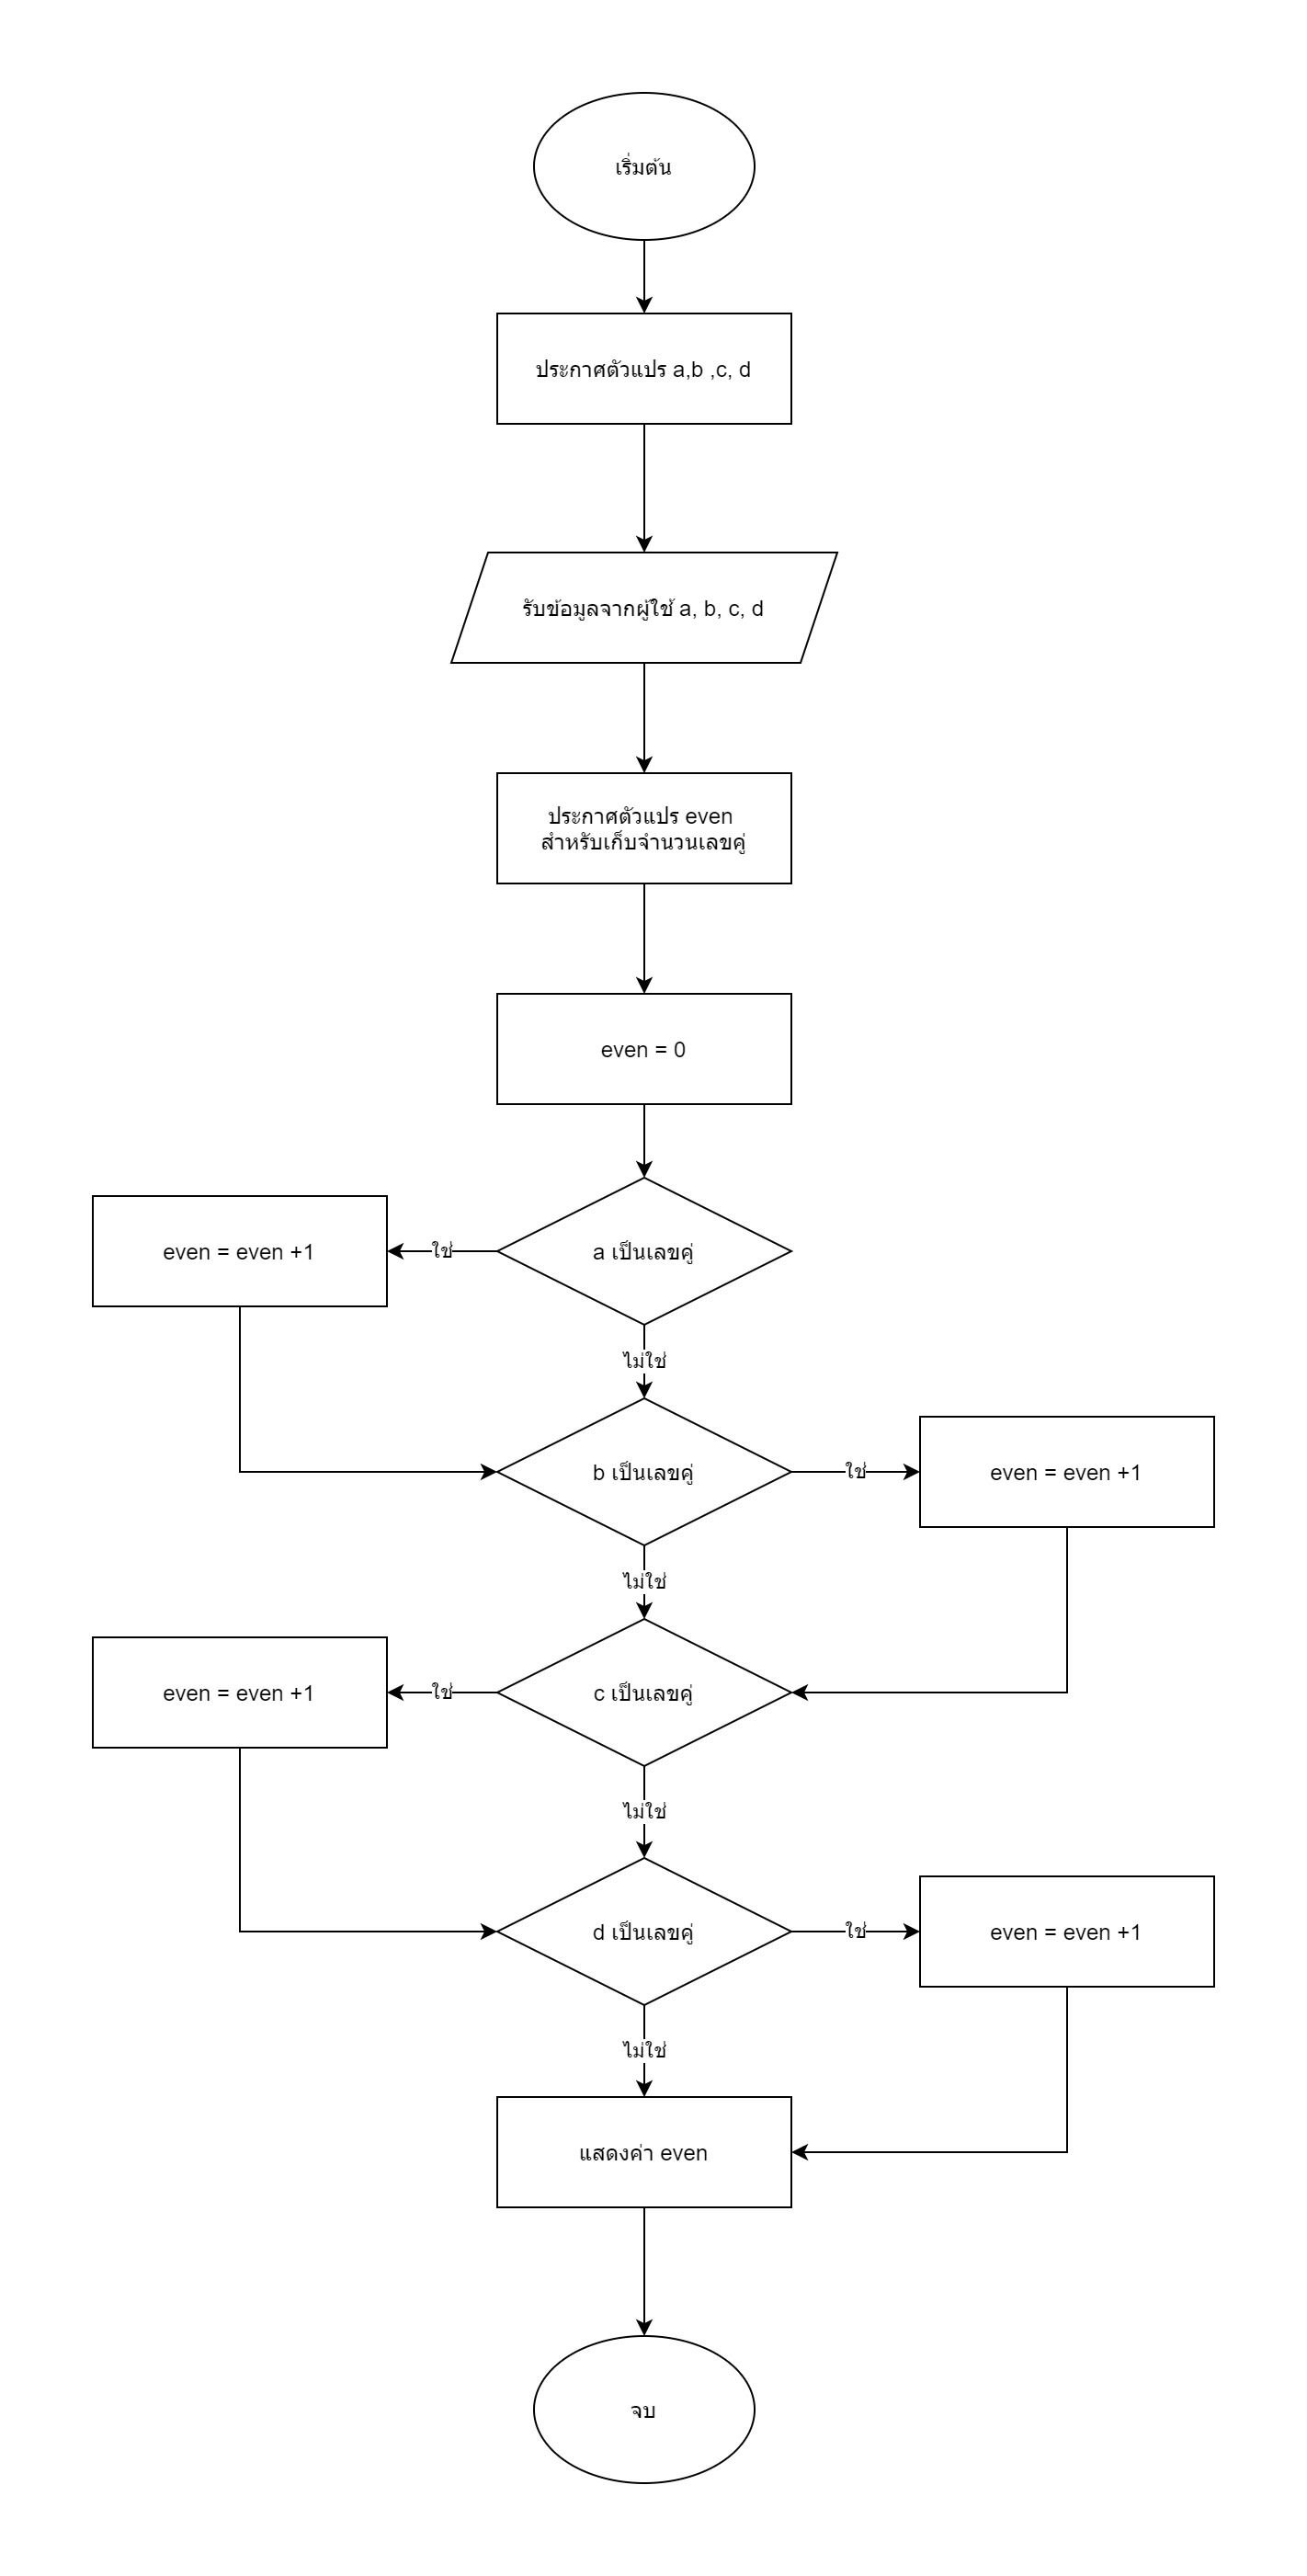 เริ่มต้น
ประกาศตัวแปร a,b ,c, d
รับข้อมูลจากผู้ใช้ a, b, c, d
ประกาศตัวแปร even
สำหรับเก็บจำนวนเลขคู่
even = 0
even = even +1
ใช่
a เป็นเลขคู่
ไม่ใช่
b เป็นเลขคู่
ใช่
even = even +1
ไม่ใช่
even = even +1
ใช่
c เป็นเลขคู่
ไม่ใช่
d เป็นเลขคู่
ใช่
even = even +1
ไม่ใช่
แสดงค่า even
จบ